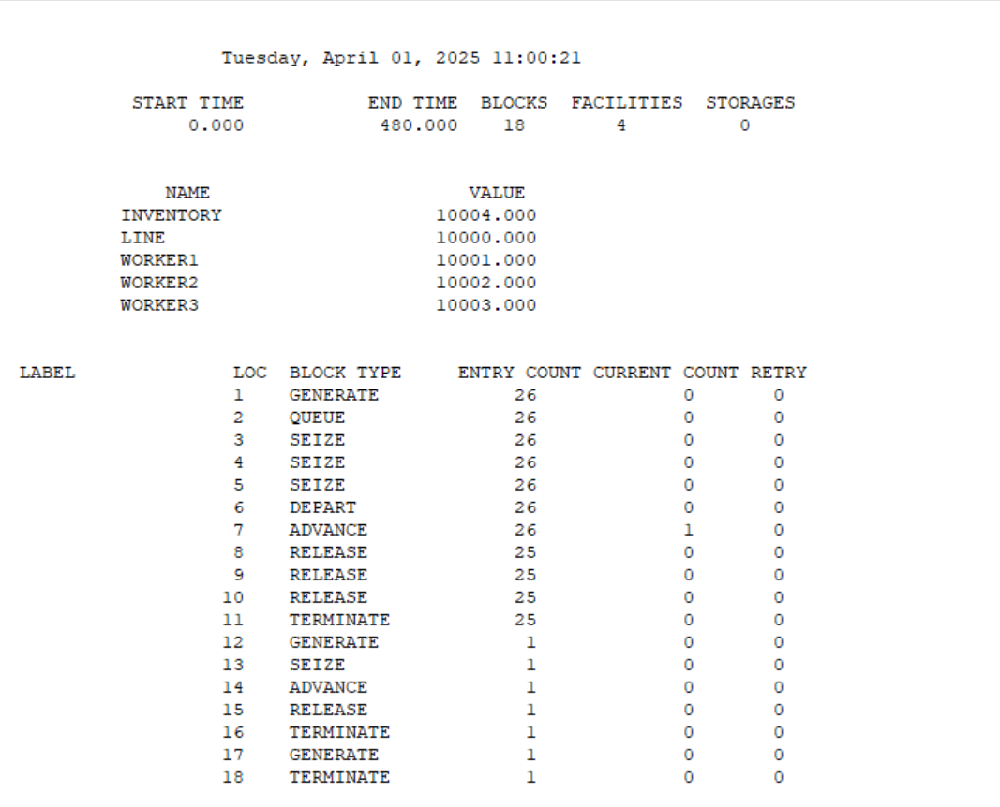 Tuesday, April 01, 2025 11:00:21
START TIME END TIME BLOCKS FACILITIES STORAGES
0.000 480.000 18 4 0
NAME VALUE
INVENTORY 10004.000
LINE 10000.000
WORKER1 10001.000
WORKER2 10002.000
WORKER3 10003.000
LABEL LOC BLOCK TYPE ENTRY COUNT CURRENT COUNT RETRY
1 GENERATE 26 0 0
2 QUEUE 26 0 0
3 SEIZE 26 0 0
4 SEIZE 26 0 0
5 SEIZE 26 0 0
6 DEPART 26 0 0
7 ADVANCE 26 1 0
8 RELEASE 25 0 0
9 RELEASE 25 0 0
10 RELEASE 25 0 0
11 TERMINATE 25 0 0
12 GENERATE 1 0 0
13 SEIZE 1 0 0
14 ADVANCE 1 0 0
15 RELEASE 1 0 0
16 TERMINATE 1 0 0
17 GENERATE 1 0 0
18 TERMINATE 1 0 0